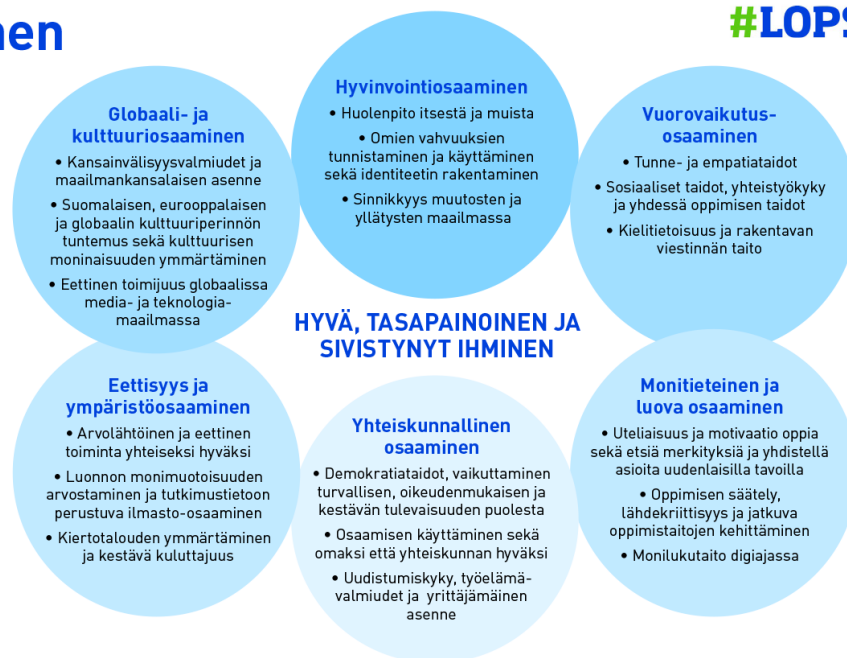 nen
#LOPS
Hyvinvointiosaaminen
• Huolenpito itsestä ja muista
• Omien vahvuuksien
tunnistaminen ja käyttäminen
sekä identiteetin rakentaminen
• Sinnikkyys muutosten ja
yllätysten maailmassa
Globaali- ja
kulttuuriosaaminen
• Kansainvälisyysvalmiudet ja
maailmankansalaisen asenne
• Suomalaisen, eurooppalaisen
ja globaalin kulttuuriperinnön
tuntemus sekä kulttuurisen
moninaisuuden ymmärtäminen
• Eettinen toimijuus globaalissa
media- ja teknologia-
maailmassa
Vuorovaikutus-
osaaminen
• Tunne- ja empatiataidot
• Sosiaaliset taidot, yhteistyökyky
ja yhdessä oppimisen taidot
• Kielitietoisuus ja rakentavan
viestinnän taito
HYVÄ, TASAPAINOINEN JA
SIVISTYNYT IHMINEN
Eettisyys ja
ympäristöosaaminen
• Arvolähtöinen ja eettinen
toiminta yhteiseksi hyväksi
• Luonnon monimuotoisuuden
arvostaminen ja tutkimustietoon
perustuva ilmasto-osaaminen
• Kiertotalouden ymmärtäminen
ja kestävä kuluttajuus
Yhteiskunnallinen
osaaminen
• Demokratiataidot, vaikuttaminen
turvallisen, oikeudenmukaisen ja
kestävän tulevaisuuden puolesta
• Osaamisen käyttäminen sekä
omaksi että yhteiskunnan hyväksi
• Uudistumiskyky, työelämä-
valmiudet ja yrittäjämäinen
asenne
Monitieteinen ja
luova osaaminen
• Uteliaisuus ja motivaatio oppia
sekä etsiä merkityksiä ja yhdistellä
asioita uudenlaisilla tavoilla
• Oppimisen säätely,
lähdekriittisyys ja jatkuva
oppimistaitojen kehittäminen
• Monilukutaito digiajassa